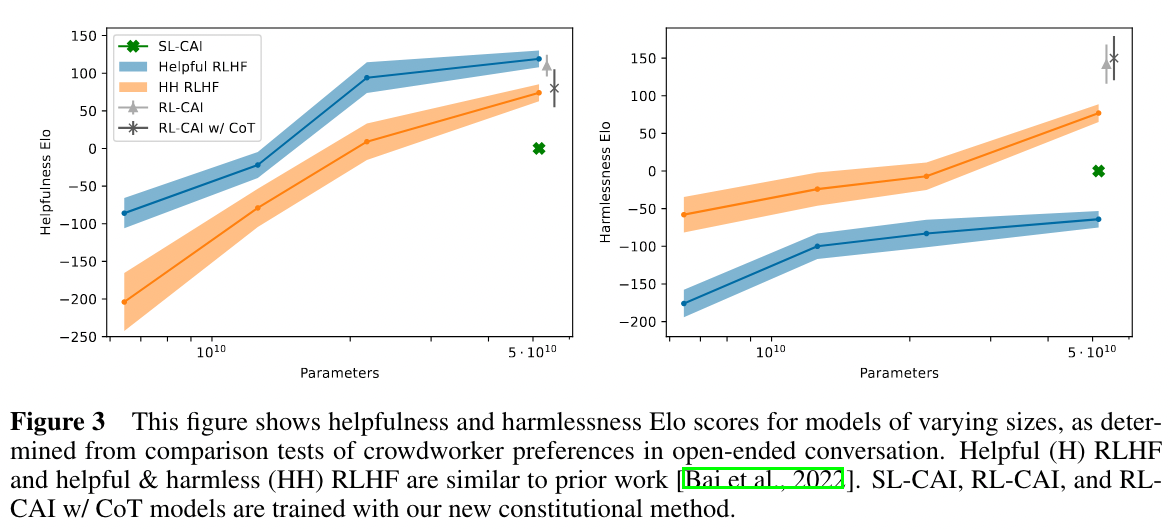 150
100
50
0
−50
−100
−150
−200
−250
Helpfulness Elo
SL-CAI
Helpful RLHF
HH RLHF
RL-CAI
RL-CAI w/ CoT
10^10
5 · 10^10
Parameters
150
100
50
0
−50
−100
−150
−200
Harmlessness Elo
10^10
5 · 10^10
Parameters
Figure 3 This figure shows helpfulness and harmlessness Elo scores for models of varying sizes, as deter-
mined from comparison tests of crowdworker preferences in open-ended conversation. Helpful (H) RLHF
and helpful & harmless (HH) RLHF are similar to prior work [Bai et al., 2022]. SL-CAI, RL-CAI, and RL-
CAI w/ CoT models are trained with our new constitutional method.